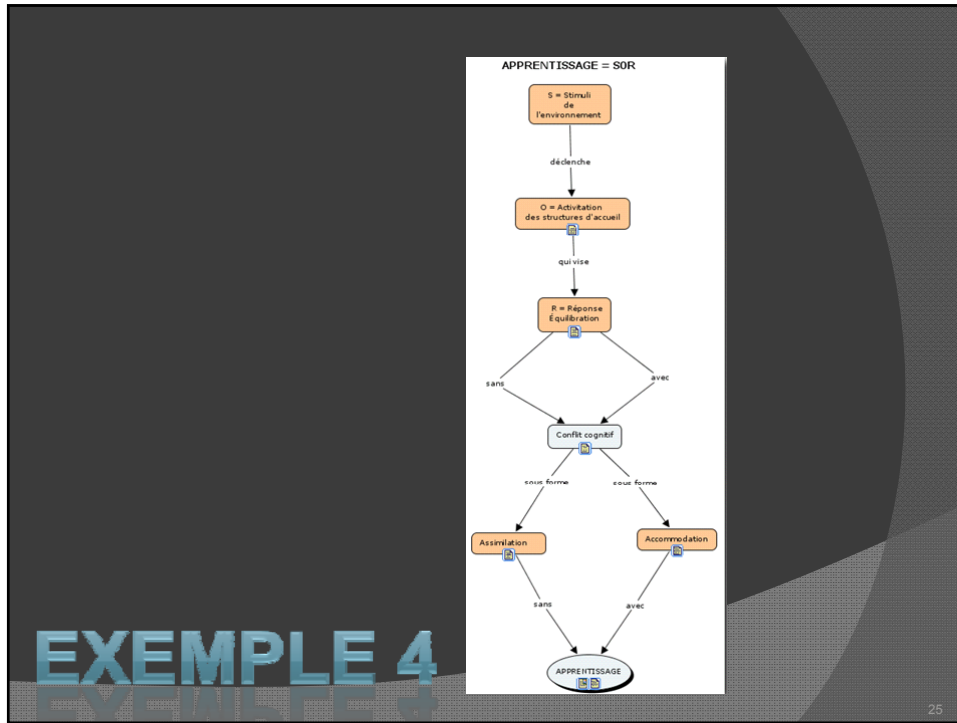 APPRENTISSAGE = SOR
S = Stimuli
de
l'environnement
déclenche
O = Activitation
des structures d'accueil
qui vise
R = Réponse
Équilibration
sans
avec
Conflit cognitif
sous forme
sous forme
Assimilation
Accommodation
sans
avec
APPRENTISSAGE
EXEMPLE 4
25